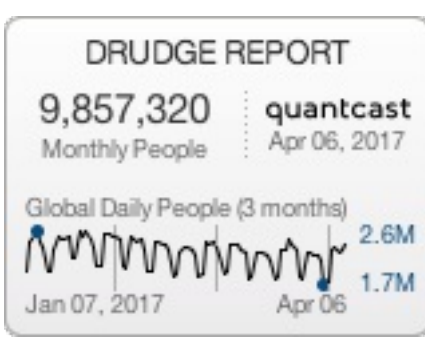 DRUDGE REPORT
9,857,320
Monthly People
quantcast
Apr 06, 2017
Global Daily People (3 months)
2.6M
1.7M
Jan 07, 2017
Apr 06